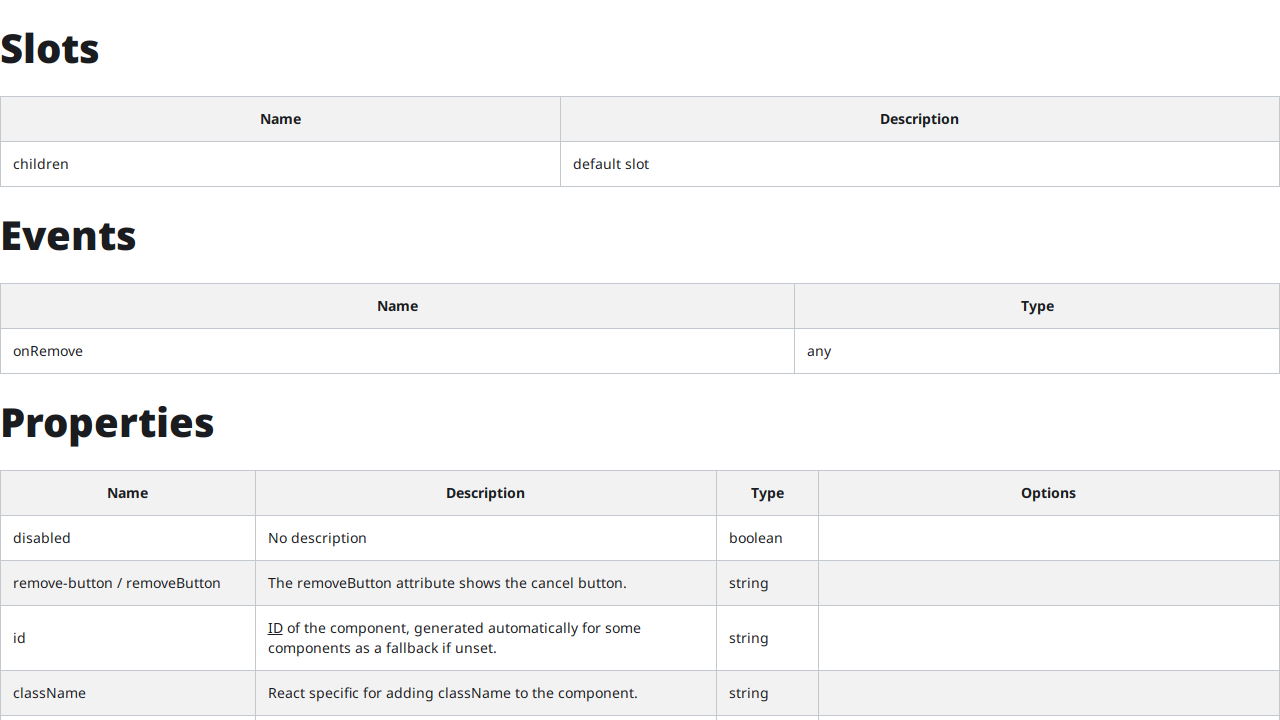 Slots
Name Description
children default slot
Events
Name Type
onRemove any
Properties
Name Description Type Options
disabled No description boolean
remove-button / removeButton The removeButton attribute shows the cancel button. string
id ID of the component, generated automatically for some components as a fallback if unset. string
className React specific for adding className to the component. string